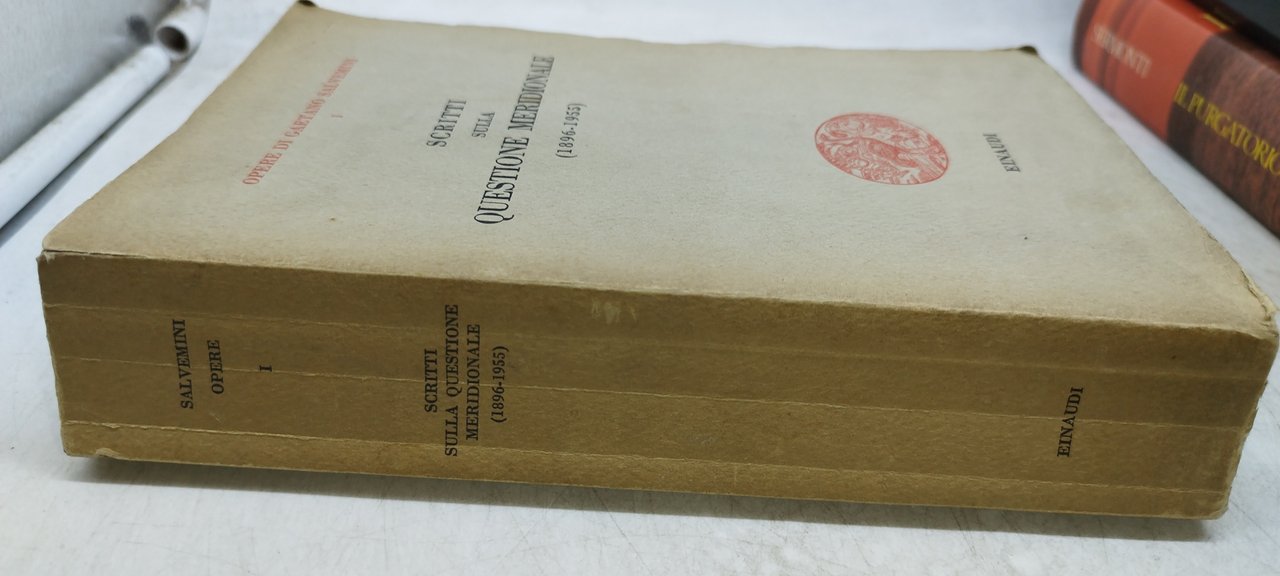 OPERE DI GAETANO SALVEMINI
I
SCRITTI
SULLA
QUESTIONE MERIDIONALE
(1896-1955)
EINAUDI
SALVEMINI
OPERE
I
SCRITTI
SULLA QUESTIONE
MERIDIONALE
(1896-1955)
EINAUDI
IL PURGATORIO